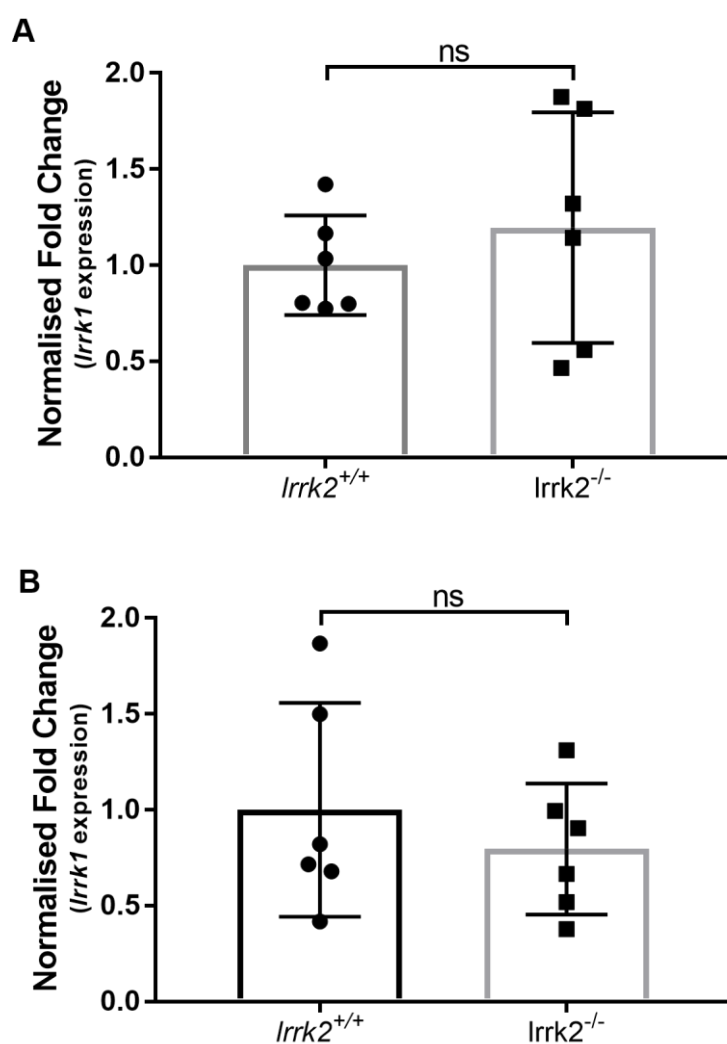 A
ns
Normalised Fold Change
(lrrk1 expression)
2.0
1.5
1.0
0.5
0.0
lrrk2+/+
lrrk2-/-
B
ns
Normalised Fold Change
(lrrk1 expression)
2.0
1.5
1.0
0.5
0.0
lrrk2+/+
lrrk2-/-